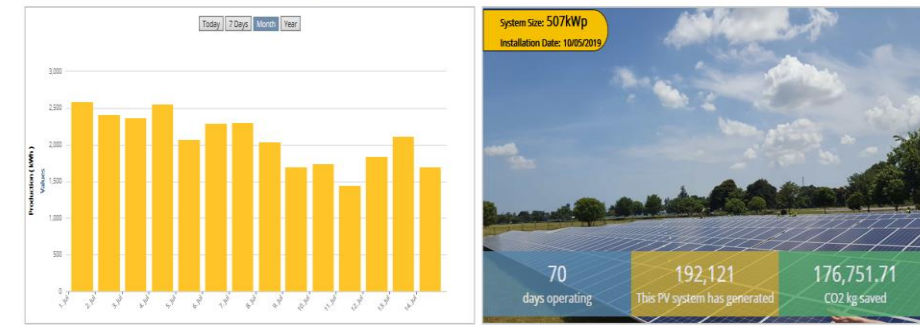 Today 7 Days Month Year
Production ( kWh )
Values
3,000
2,500
2,000
1,500
1,000
500
0
1. Jul
2. Jul
3. Jul
4. Jul
5. Jul
6. Jul
7. Jul
8. Jul
9. Jul
10. Jul
11. Jul
12. Jul
13. Jul
14. Jul
System Size: 507kWp
Installation Date: 10/05/2019
70
days operating
192,121
This PV system has generated
176,751.71
CO2 kg saved